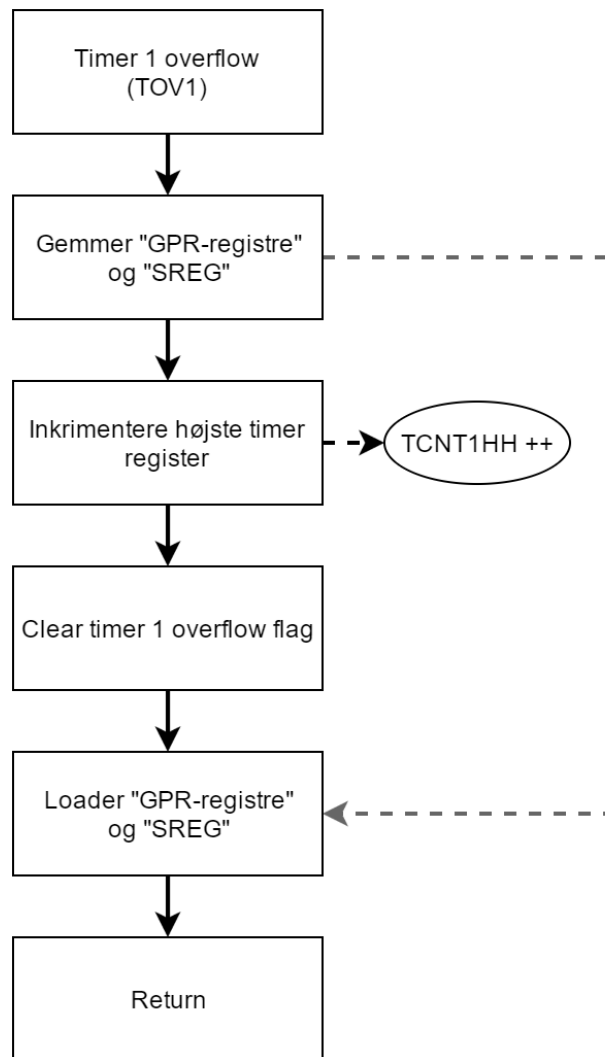 Timer 1 overflow
(TOV1)
Gemmer "GPR-registre"
og "SREG"
Inkrimentere højste timer
register
TCNT1HH ++
Clear timer 1 overflow flag
Loader "GPR-registre"
og "SREG"
Return